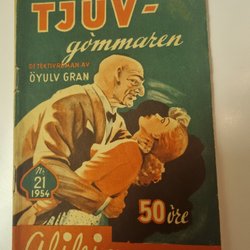 TJUV-
gömmaren
DETEKTIVROMAN AV
ÖYULV GRAN
Nr
21
1954
50 öre
Alibi